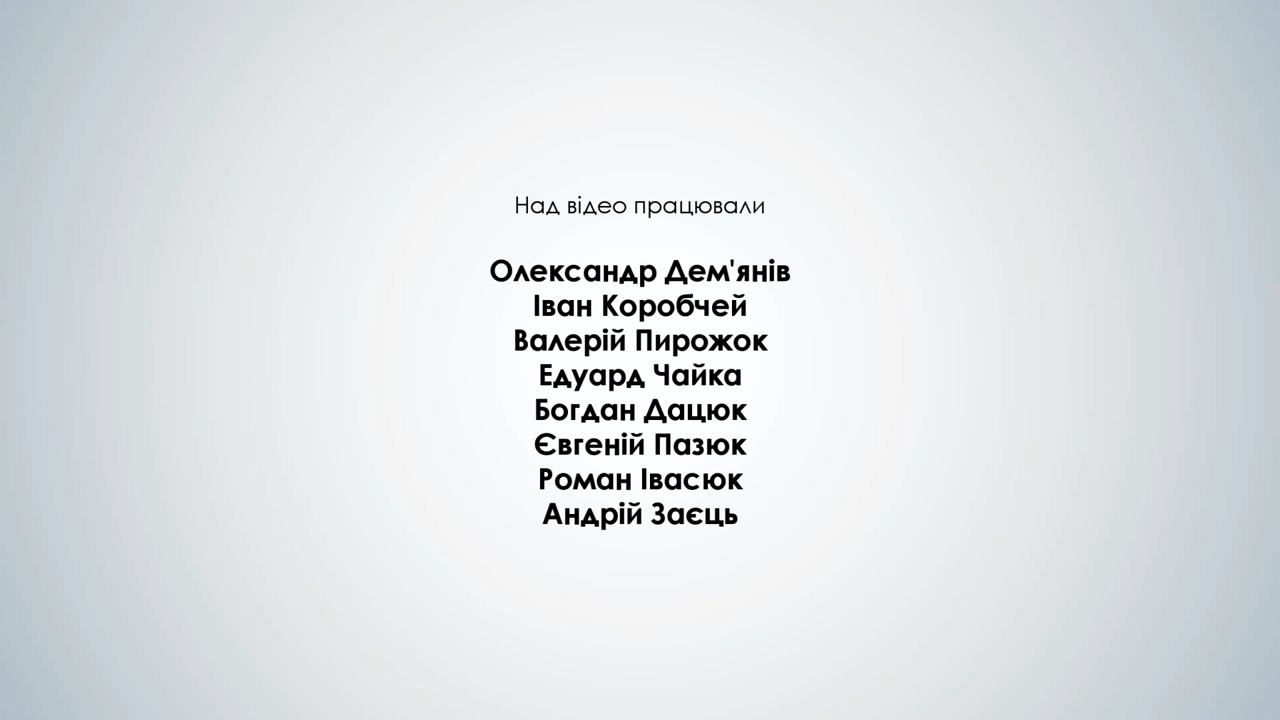 Над відео працювали
Олександр Дем'янів
Іван Коробчей
Валерій Пирожок
Едуард Чайка
Богдан Дацюк
Євгеній Пазюк
Роман Івасюк
Андрій Заєць